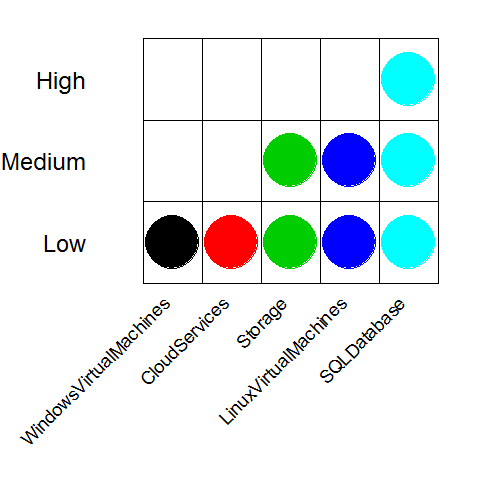 High
Medium
Low
WindowsVirtualMachines
CloudServices
Storage
LinuxVirtualMachines
SQLDatabase